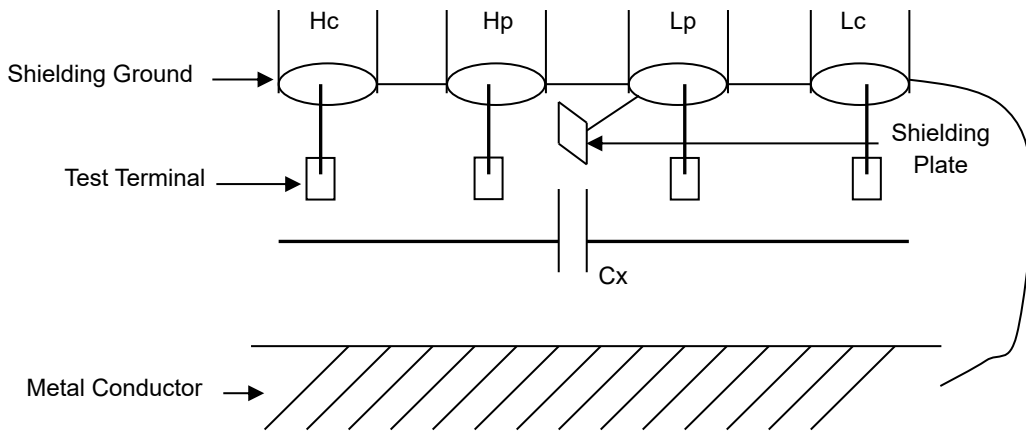 Hc
Hp
Lp
Lc
Shielding Ground
Shielding
Plate
Test Terminal
Cx
Metal Conductor